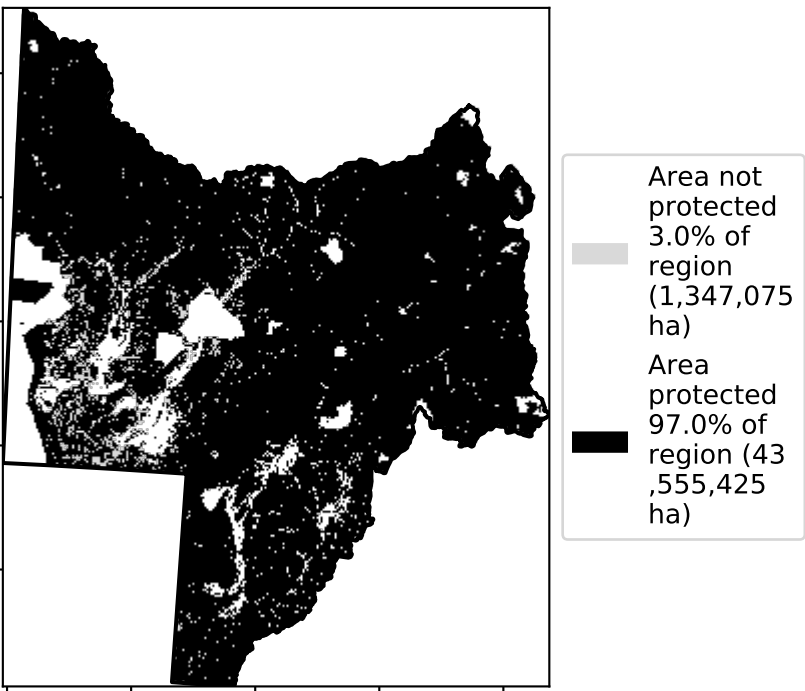 Area not
protected
3.0% of
region
(1,347,075
ha)
Area
protected
97.0% of
region (43
,555,425
ha)